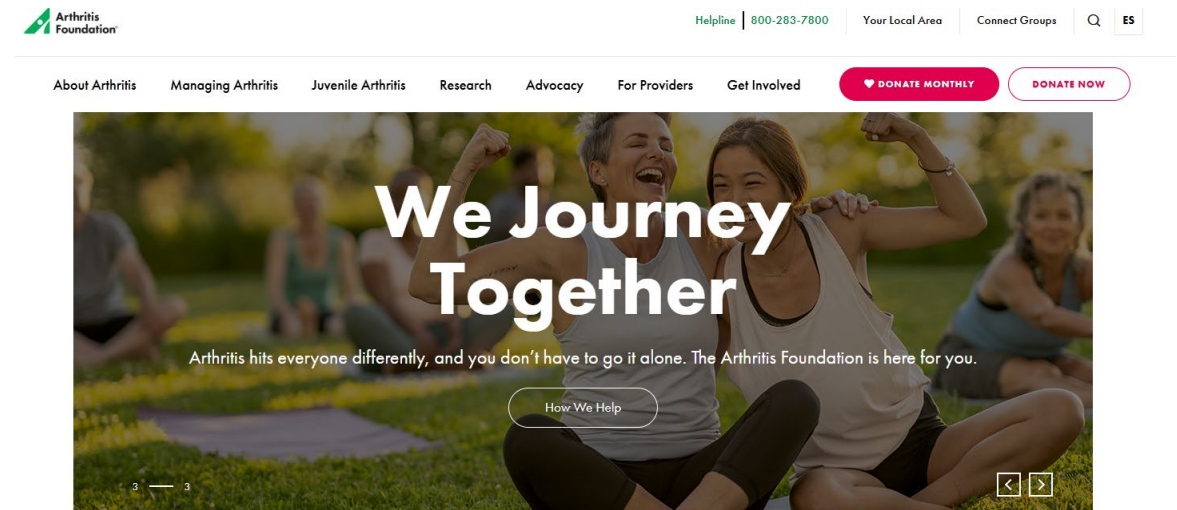 Arthritis
Foundation®
Helpline | 800-283-7800
Your Local Area
Connect Groups
ES
About Arthritis
Managing Arthritis
Juvenile Arthritis
Research
Advocacy
For Providers
Get Involved
DONATE MONTHLY
DONATE NOW
We Journey
Together
Arthritis hits everyone differently, and you don't have to go it alone. The Arthritis Foundation is here for you.
How We Help
3 — 3